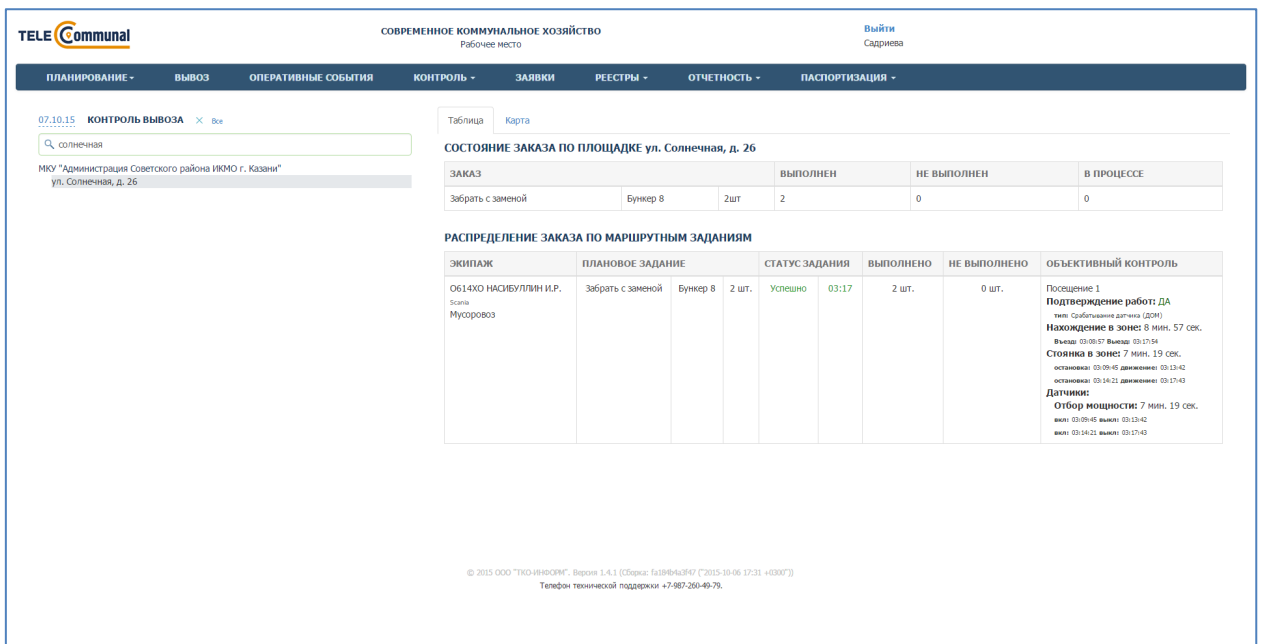 TELE Communal
СОВРЕМЕННОЕ КОММУНАЛЬНОЕ ХОЗЯЙСТВО
Рабочее место
Выйти
Садриева
ПЛАНИРОВАНИЕ ВЫВОЗ ОПЕРАТИВНЫЕ СОБЫТИЯ КОНТРОЛЬ ЗАЯВКИ РЕЕСТРЫ ОТЧЕТНОСТЬ ПАСПОРТИЗАЦИЯ
07.10.15 КОНТРОЛЬ ВЫВОЗА × Все
солнечная
МКУ "Администрация Советского района ИКМО г. Казани"
ул. Солнечная, д. 26
Таблица Карта
СОСТОЯНИЕ ЗАКАЗА ПО ПЛОЩАДКЕ ул. Солнечная, д. 26
ЗАКАЗ ВЫПОЛНЕН НЕ ВЫПОЛНЕН В ПРОЦЕССЕ
Забрать с заменой Бункер 8 2шт 2 0 0
РАСПРЕДЕЛЕНИЕ ЗАКАЗА ПО МАРШРУТНЫМ ЗАДАНИЯМ
ЭКИПАЖ ПЛАНОВОЕ ЗАДАНИЕ СТАТУС ЗАДАНИЯ ВЫПОЛНЕНО НЕ ВЫПОЛНЕНО ОБЪЕКТИВНЫЙ КОНТРОЛЬ
О614ХО НАСИБУЛЛИН И.Р. Забрать с заменой Бункер 8 2 шт. Успешно 03:17 2 шт. 0 шт.
Scania
Мусоровоз
Посещение 1
Подтверждение работ: ДА
тип: Срабатывание датчика (ДОМ)
Нахождение в зоне: 8 мин. 57 сек.
Въезд: 03:08:57 Выезд: 03:17:54
Стоянка в зоне: 7 мин. 19 сек.
остановка: 03:09:45 движение: 03:13:42
остановка: 03:14:21 движение: 03:17:43
Датчики:
Отбор мощности: 7 мин. 19 сек.
вкл: 03:09:45 выкл: 03:13:42
вкл: 03:14:21 выкл: 03:17:43
© 2015 ООО "ТКО-ИНФОРМ". Версия 1.4.1 (Сборка: fa184b4a3f47 ("2015-10-06 17:31 +0300"))
Телефон технической поддержки +7-987-260-49-79.